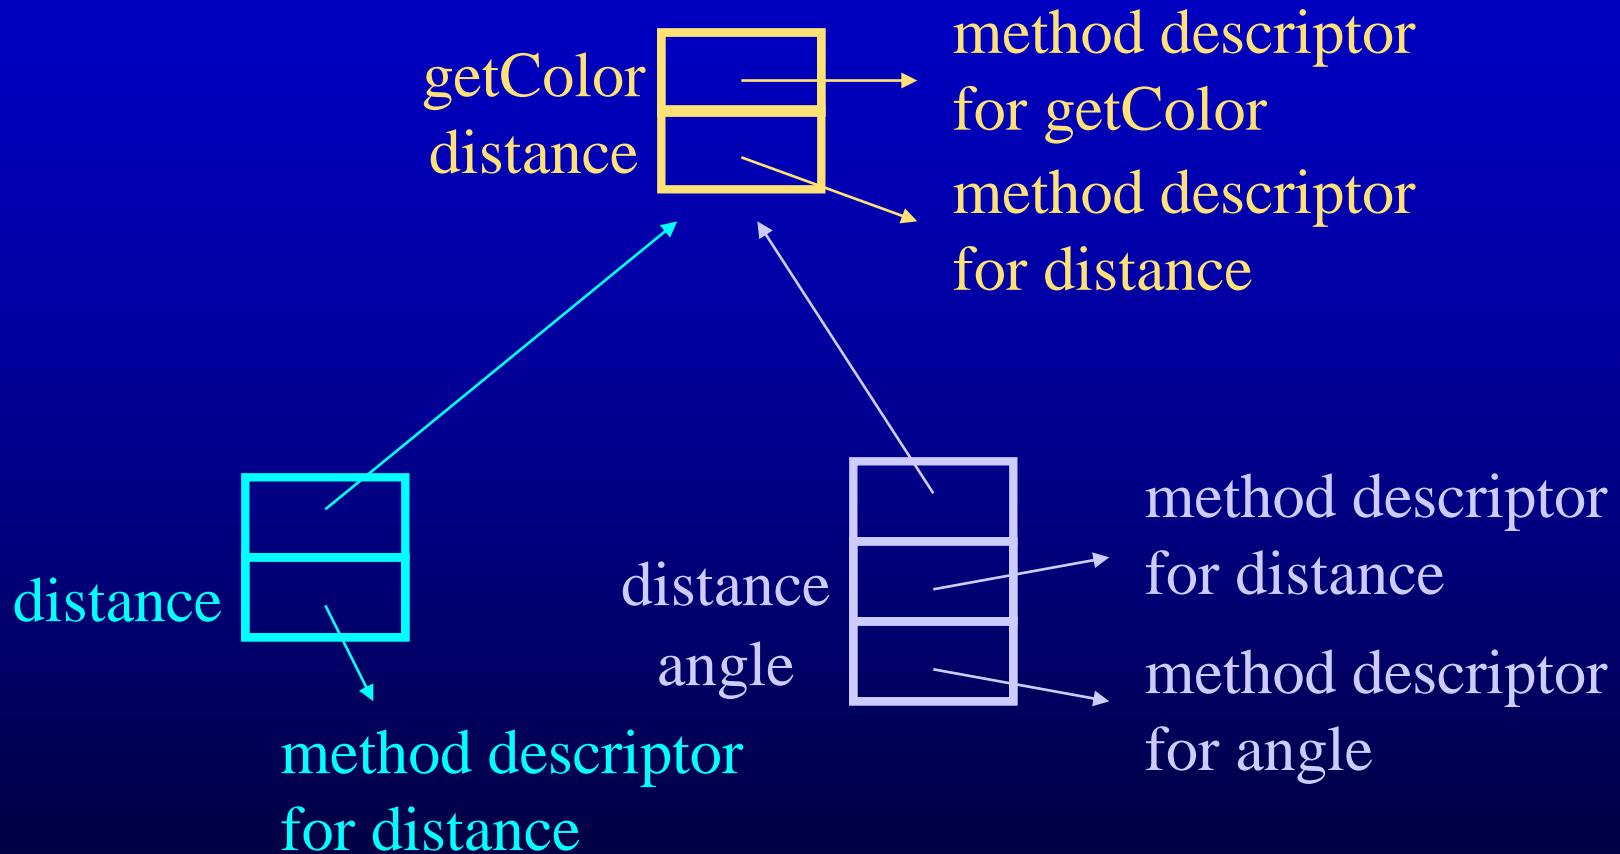 getColor
distance
method descriptor
for getColor
method descriptor
for distance
distance
method descriptor
for distance
distance
angle
method descriptor
for distance
method descriptor
for angle